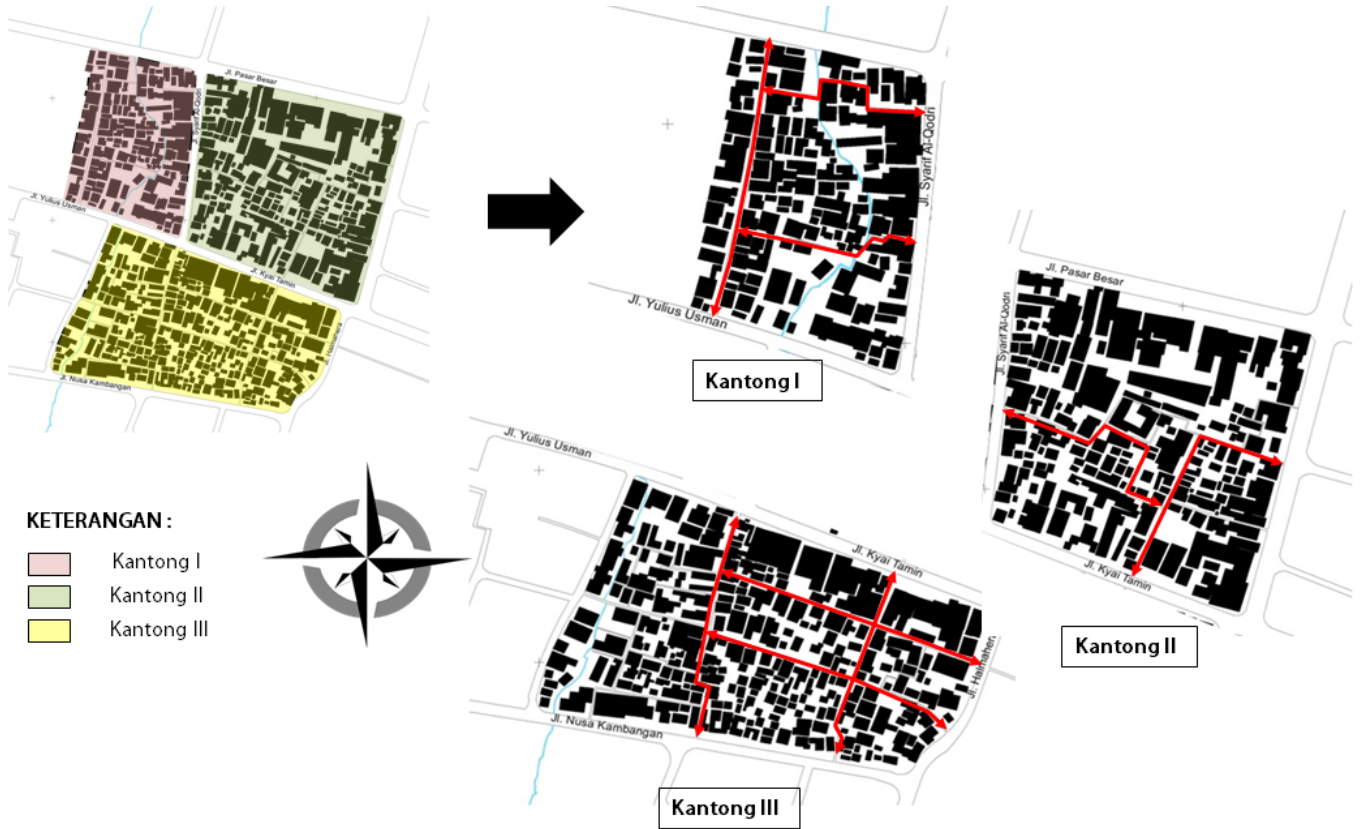 Jl. Pasar Besar
Jl. Syarif Al-Qodri
Jl. Yulius Usman
Jl. Kyai Tamin
Jl. Halmahera
Jl. Nusa Kambangan
KETERANGAN :
Kantong I
Kantong II
Kantong III
Jl. Syarif Al-Qodri
Jl. Yulius Usman
Kantong I
Jl. Pasar Besar
Jl. Syarif Al-Qodri
Jl. Kyai Tamin
Kantong II
Jl. Yulius Usman
Jl. Kyai Tamin
Jl. Halmaher
Jl. Nusa Kambangan
Kantong III